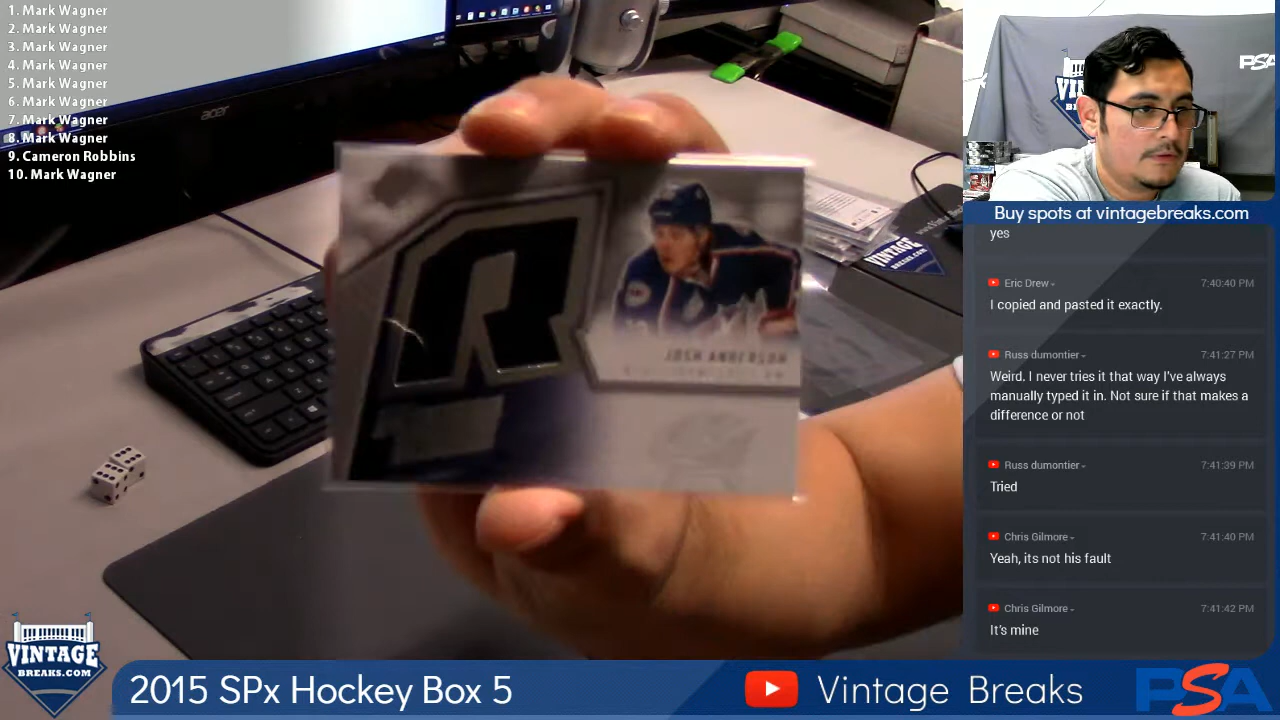 1. Mark Wagner
2. Mark Wagner
3. Mark Wagner
4. Mark Wagner
5. Mark Wagner
6. Mark Wagner
7. Mark Wagner
8. Mark Wagner
9. Cameron Robbins
10. Mark Wagner
acer
R
JOSH ANDERSON
VINTAGE
BREAKS.COM
PSA
Buy spots at vintagebreaks.com
yes
Eric Drew
7:40:40 PM
I copied and pasted it exactly.
Russ dumontier
7:41:27 PM
Weird. I never tries it that way I've always
manually typed it in. Not sure if that makes a
difference or not
Russ dumontier
7:41:39 PM
Tried
Chris Gilmore
7:41:40 PM
Yeah, its not his fault
Chris Gilmore
7:41:42 PM
It's mine
VINTAGE
BREAKS.COM
2015 SPx Hockey Box 5
Vintage Breaks
PSA